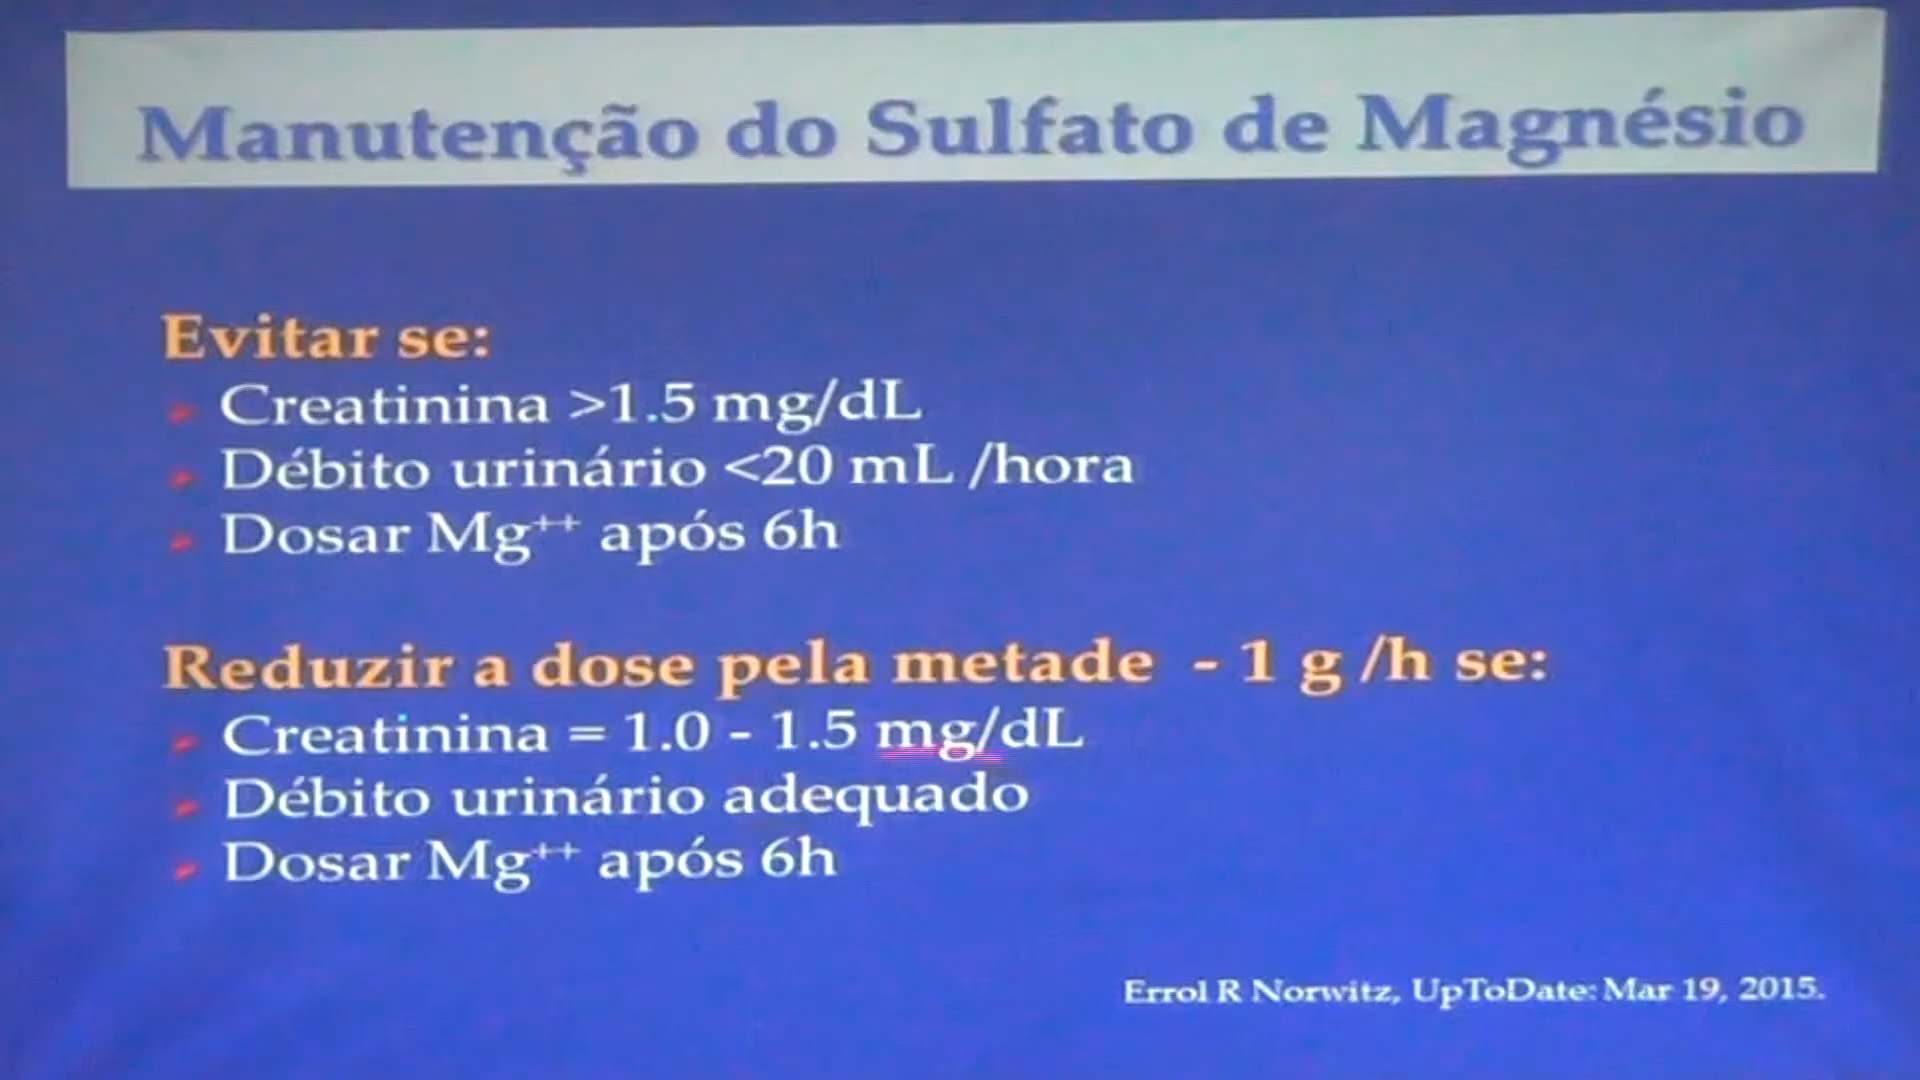 Manutenção do Sulfato de Magnésio
Evitar se:
Creatinina >1.5 mg/dL
Débito urinário <20 mL /hora
Dosar Mg⁺⁺ após 6h
Reduzir a dose pela metade - 1 g /h se:
Creatinina = 1.0 - 1.5 mg/dL
Débito urinário adequado
Dosar Mg⁺⁺ após 6h
Errol R Norwitz, UpToDate: Mar 19, 2015.